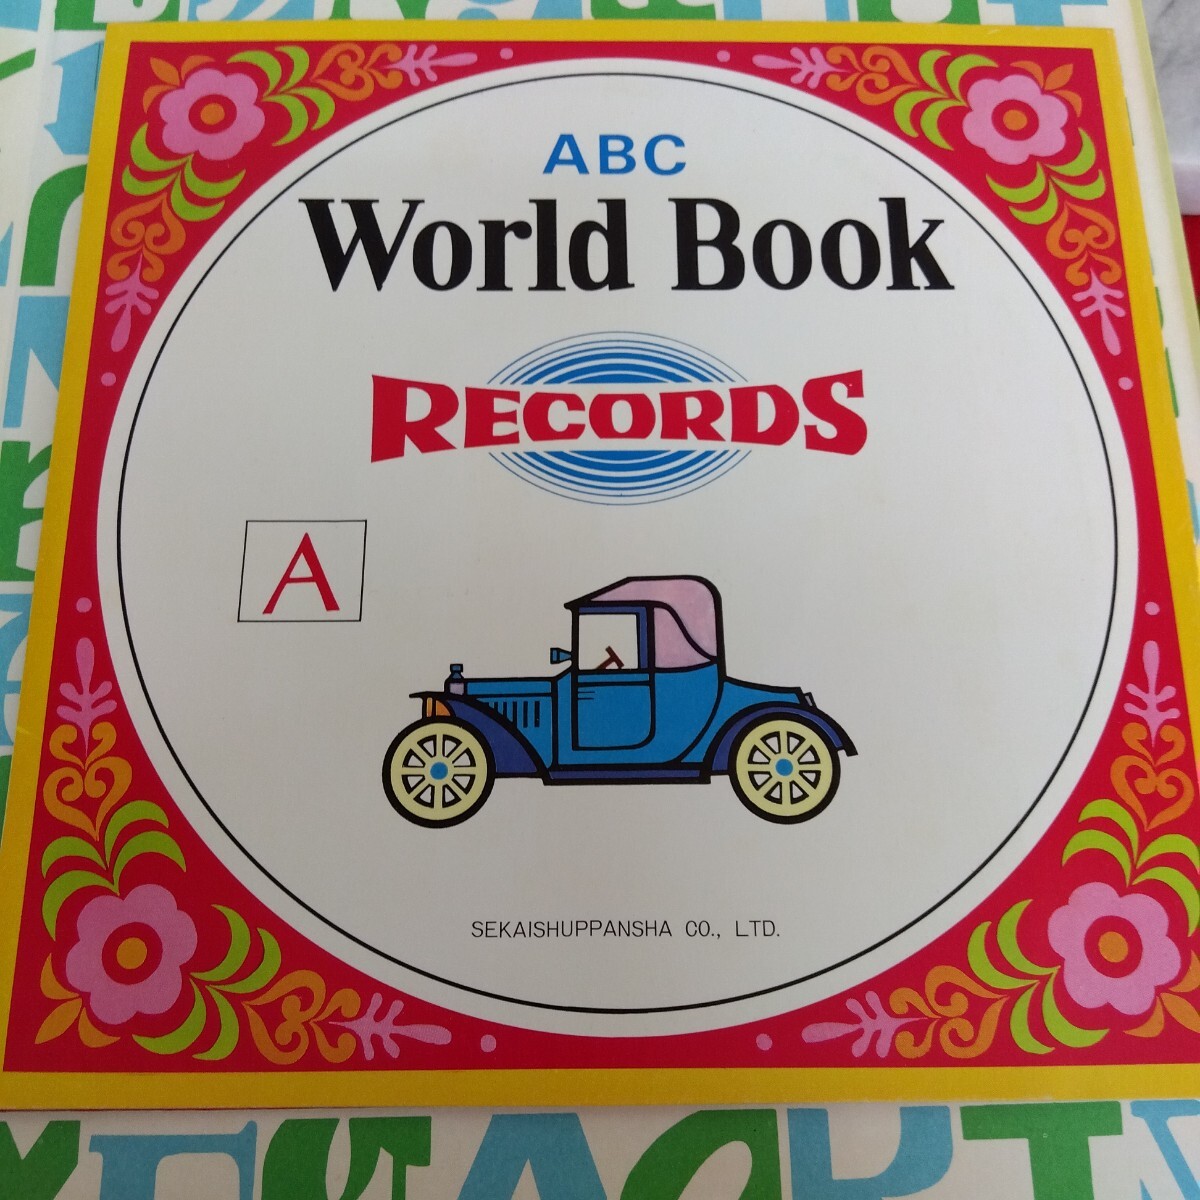 ABC
World Book
RECORDS
A
SEKAISHUPPANSHA CO., LTD.